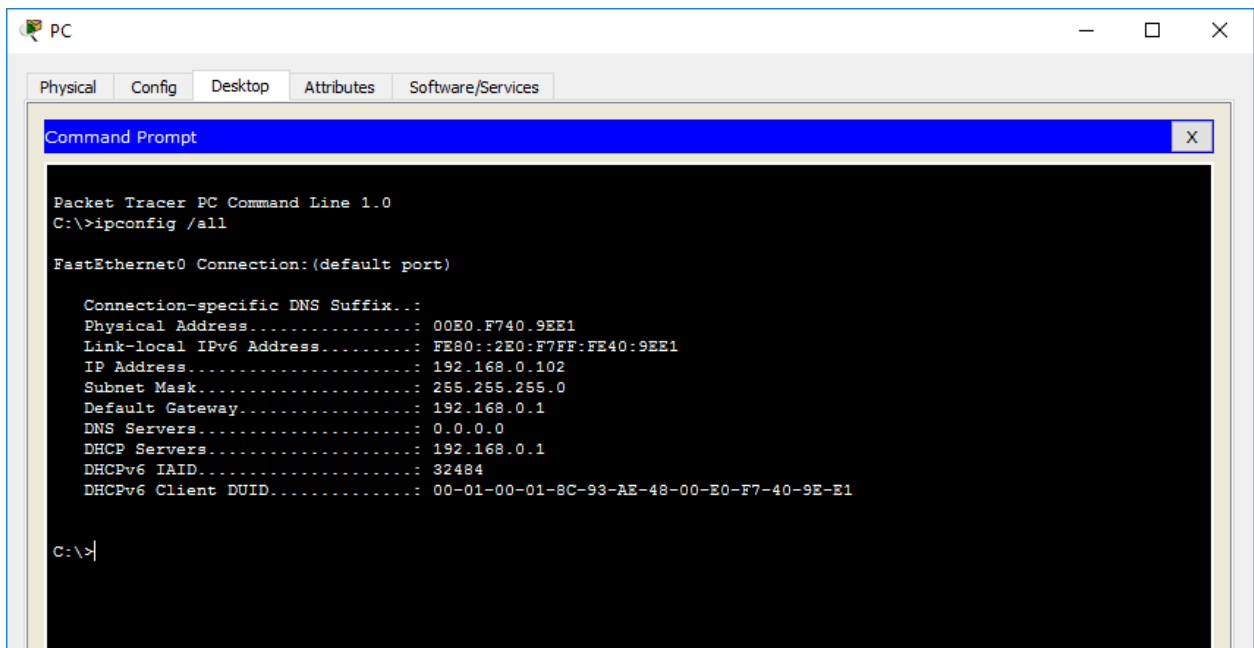 PC
Physical Config Desktop Attributes Software/Services
Command Prompt X
Packet Tracer PC Command Line 1.0
C:\>ipconfig /all
FastEthernet0 Connection:(default port)
Connection-specific DNS Suffix..:
Physical Address................: 00E0.F740.9EE1
Link-local IPv6 Address.........: FE80::2E0:F7FF:FE40:9EE1
IP Address......................: 192.168.0.102
Subnet Mask.....................: 255.255.255.0
Default Gateway.................: 192.168.0.1
DNS Servers.....................: 0.0.0.0
DHCP Servers....................: 192.168.0.1
DHCPv6 IAID.....................: 32484
DHCPv6 Client DUID..............: 00-01-00-01-8C-93-AE-48-00-E0-F7-40-9E-E1
C:\>